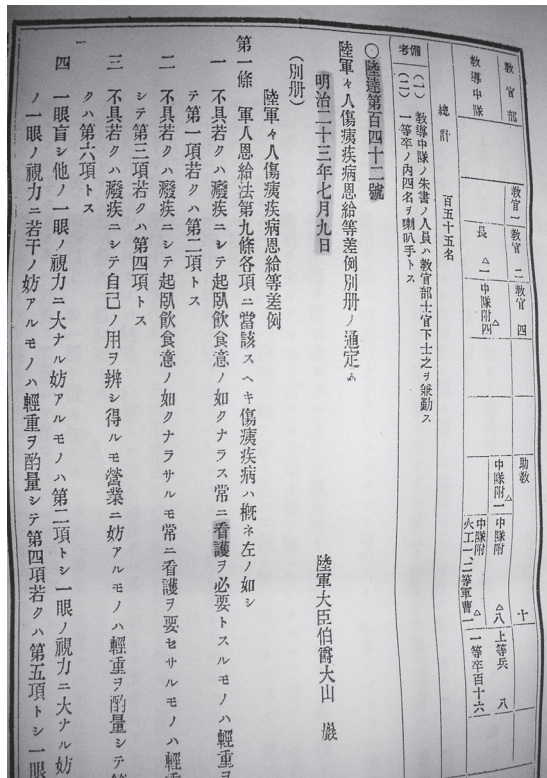 教官部
教官一
教官 二
教官 四
助教 十
教導中隊
長 △一
中隊附四△
中隊附一△
中隊附 △八
中隊附 △
火工一、二等軍曹一
上等兵 八
一等卒百十六
總計 百五十五名
備考
(一) 教導中隊ノ朱書ノ人員ハ教官部士官下士之ヲ兼勤ス
(二) 一等卒ノ内四名ヲ喇叭手トス
○陸達第百四十二號
陸軍々人傷痍疾病恩給等差例別册ノ通定ム
明治二十三年七月九日
陸軍大臣伯爵大山 巖
(別册)
陸軍々人傷痍疾病恩給等差例
第一條 軍人恩給法第九條各項ニ當該スヘキ傷痍疾病ハ概ネ左ノ如シ
一 不具若クハ癈疾ニシテ起臥飲食意ノ如クナラス常ニ看護ヲ必要トスルモノハ輕重ヲ
テ第一項若クハ第二項トス
二 不具若クハ癈疾ニシテ起臥飲食意ノ如クナラサルモ常ニ看護ヲ要セサルモノハ輕重
シテ第三項若クハ第四項トス
三 不具若クハ癈疾ニシテ自己ノ用ヲ辨シ得ルモ營業ニ妨アルモノハ輕重ヲ酌量シテ第
クハ第六項トス
四 一眼盲シ他ノ一眼ノ視力ニ大ナル妨アルモノハ第二項トシ一眼ノ視力ニ大ナル妨
ノ一眼ノ視力ニ若干ノ妨アルモノハ輕重ヲ酌量シテ第四項若クハ第五項トシ一眼